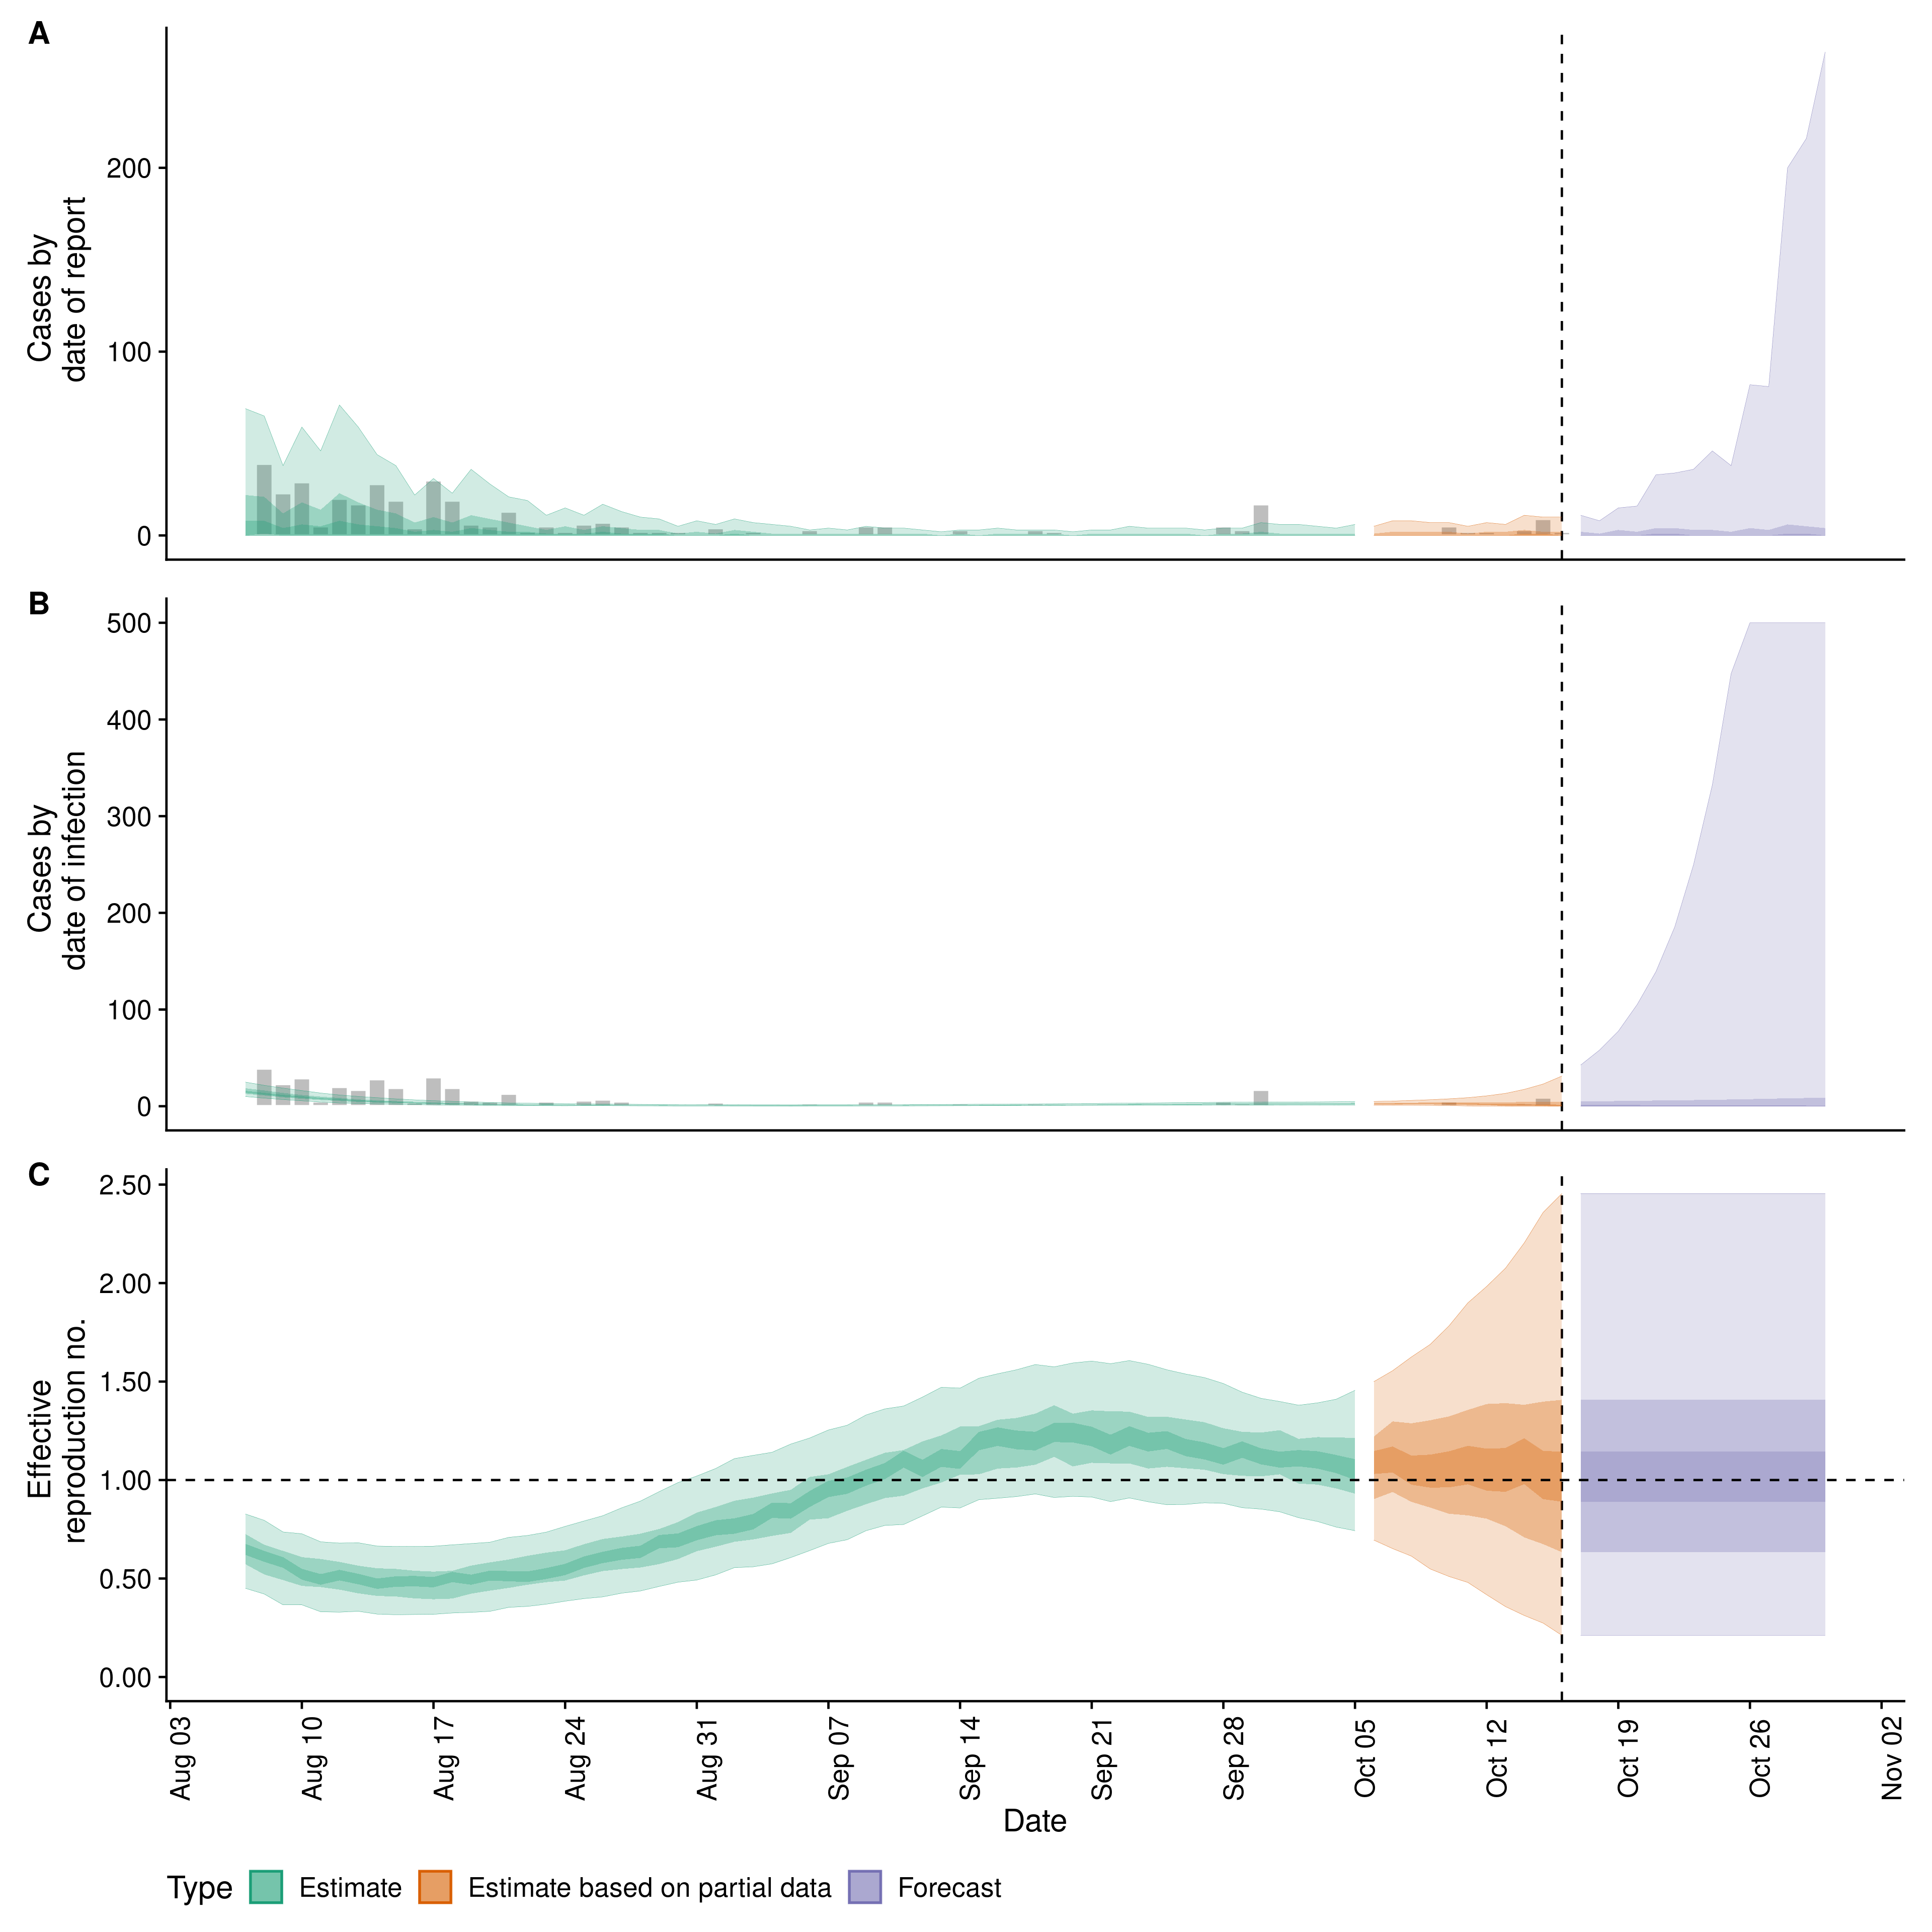 A
Cases by
date of report
200
100
0
B
Cases by
date of infection
500
400
300
200
100
0
C
Effective
reproduction no.
2.50
2.00
1.50
1.00
0.50
0.00
Aug 03
Aug 10
Aug 17
Aug 24
Aug 31
Sep 07
Sep 14
Sep 21
Sep 28
Oct 05
Oct 12
Oct 19
Oct 26
Nov 02
Date
Type Estimate Estimate based on partial data Forecast